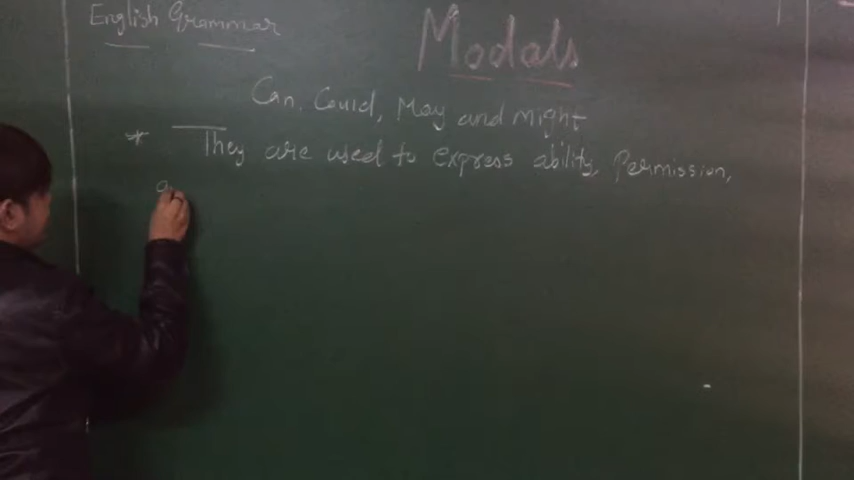 English Grammar
Modals
Can, Could, May and might
* They are used to express ability, Permission,
a